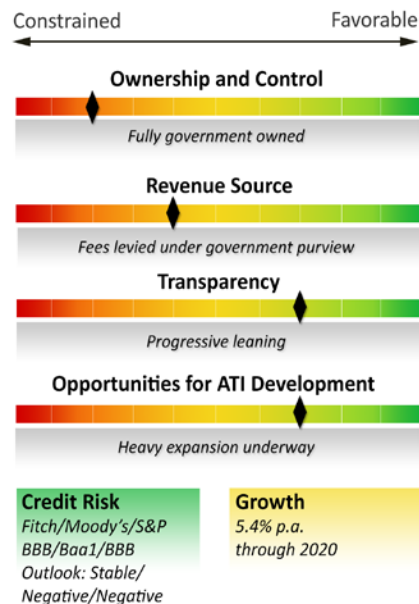 Constrained Favorable
Ownership and Control
Fully government owned
Revenue Source
Fees levied under government purview
Transparency
Progressive leaning
Opportunities for ATI Development
Heavy expansion underway
Credit Risk
Fitch/Moody's/S&P
BBB/Baa1/BBB
Outlook: Stable/
Negative/Negative
Growth
5.4% p.a.
through 2020